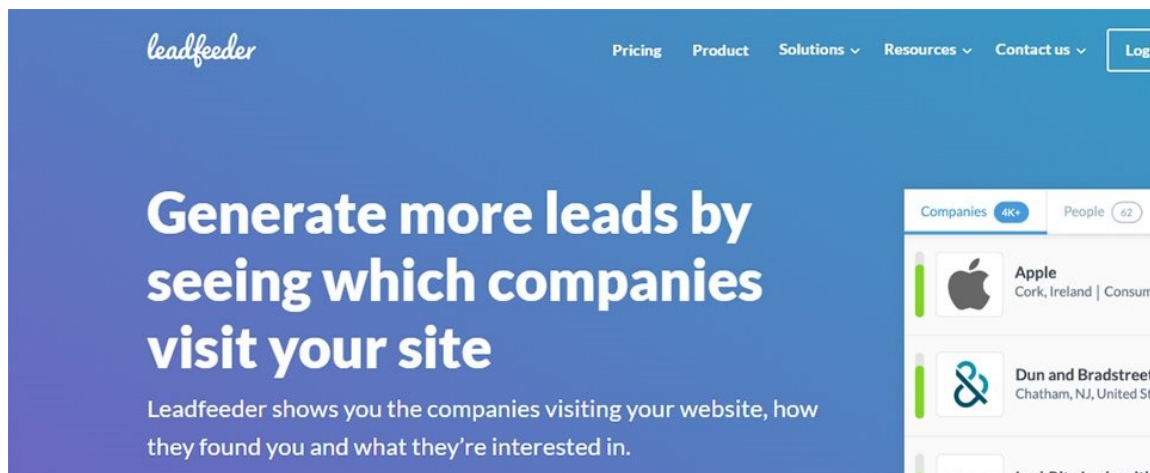 leadfeeder
Pricing Product Solutions Resources Contact us
Generate more leads by
seeing which companies
visit your site
Leadfeeder shows you the companies visiting your website, how
they found you and what they're interested in.
Companies 4K+ People 62
Apple
Cork, Ireland |
Dun and Bradstreet
Chatham, NJ, United